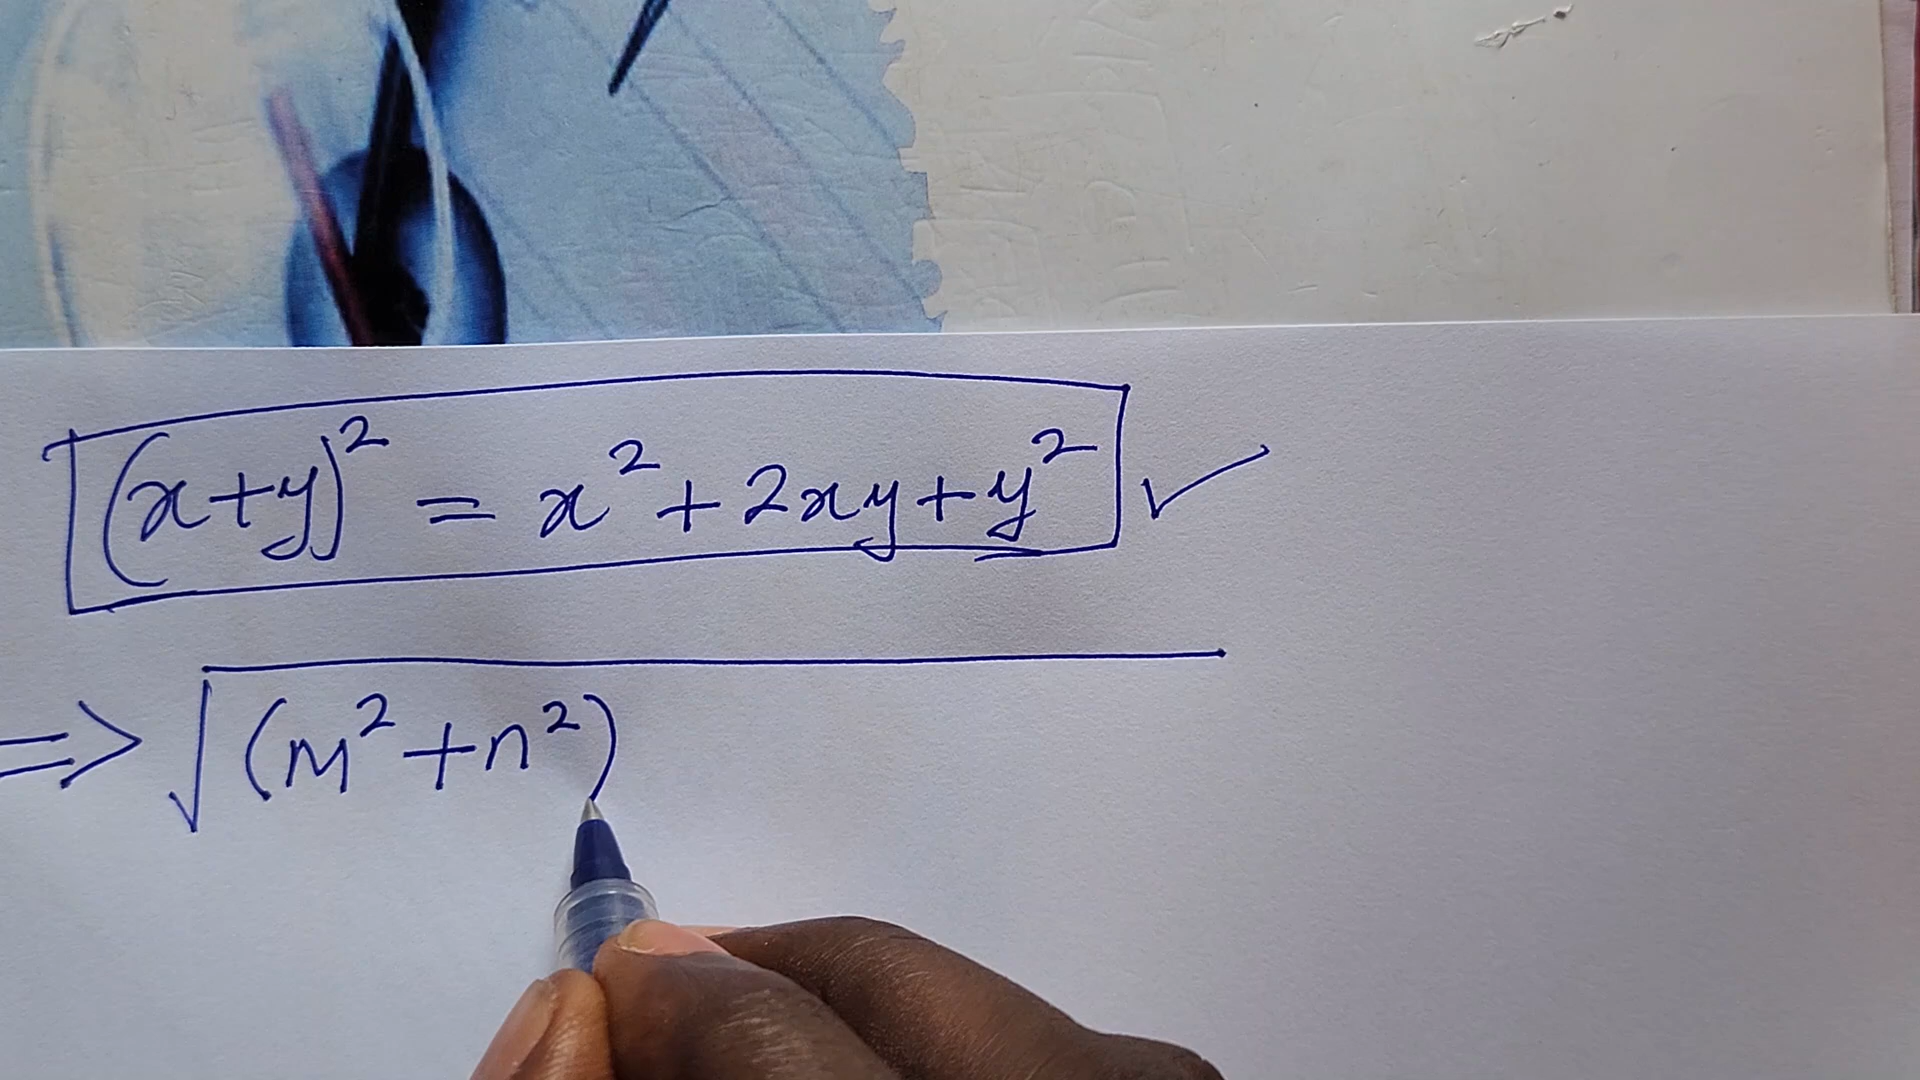 (x+y)² = x²+2xy+y² ✓
⇒ √(m²+n²)